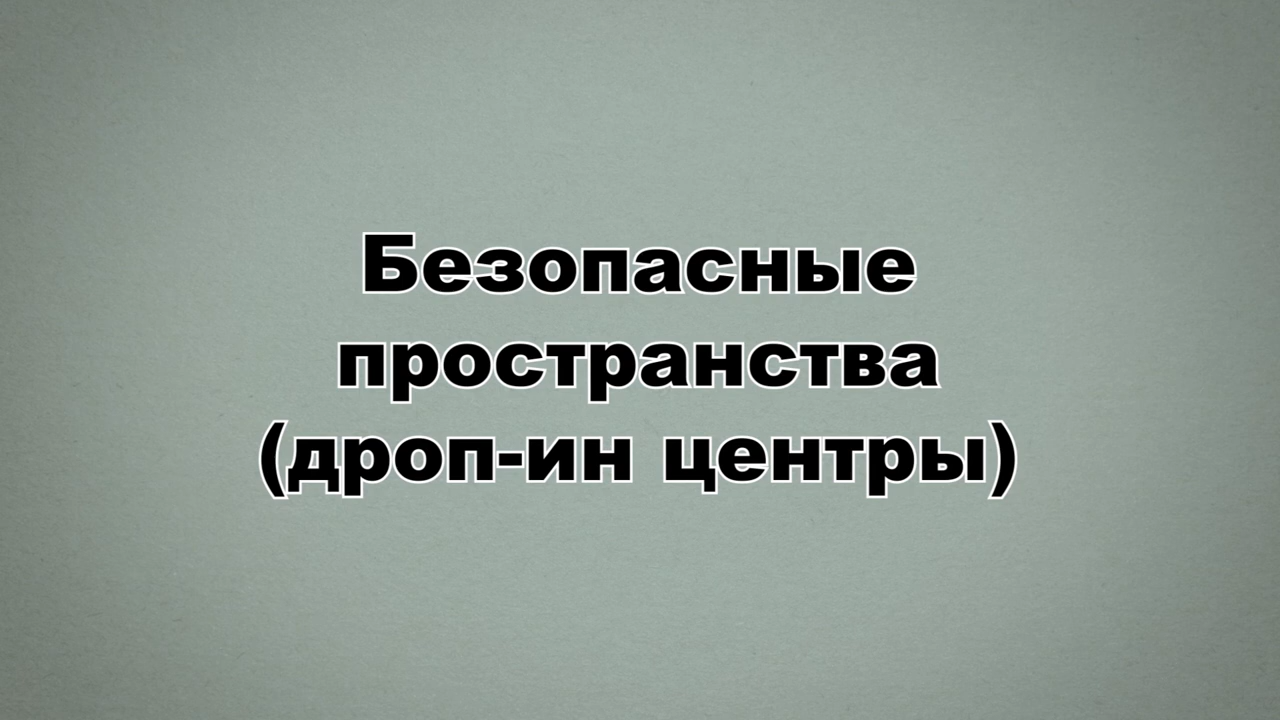 Безопасные
пространства
(дроп-ин центры)